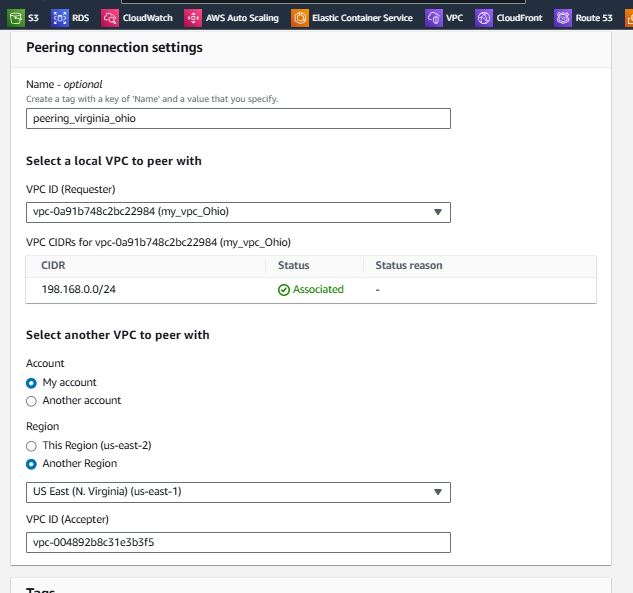 S3 RDS CloudWatch AWS Auto Scaling Elastic Container Service VPC CloudFront Route 53
Peering connection settings
Name - optional
Create a tag with a key of 'Name' and a value that you specify.
peering_virginia_ohio
Select a local VPC to peer with
VPC ID (Requester)
vpc-0a91b748c2bc22984 (my_vpc_Ohio)
VPC CIDRs for vpc-0a91b748c2bc22984 (my_vpc_Ohio)
CIDR Status Status reason
198.168.0.0/24 Associated -
Select another VPC to peer with
Account
My account
Another account
Region
This Region (us-east-2)
Another Region
US East (N. Virginia) (us-east-1)
VPC ID (Accepter)
vpc-004892b8c31e3b3f5
Tags